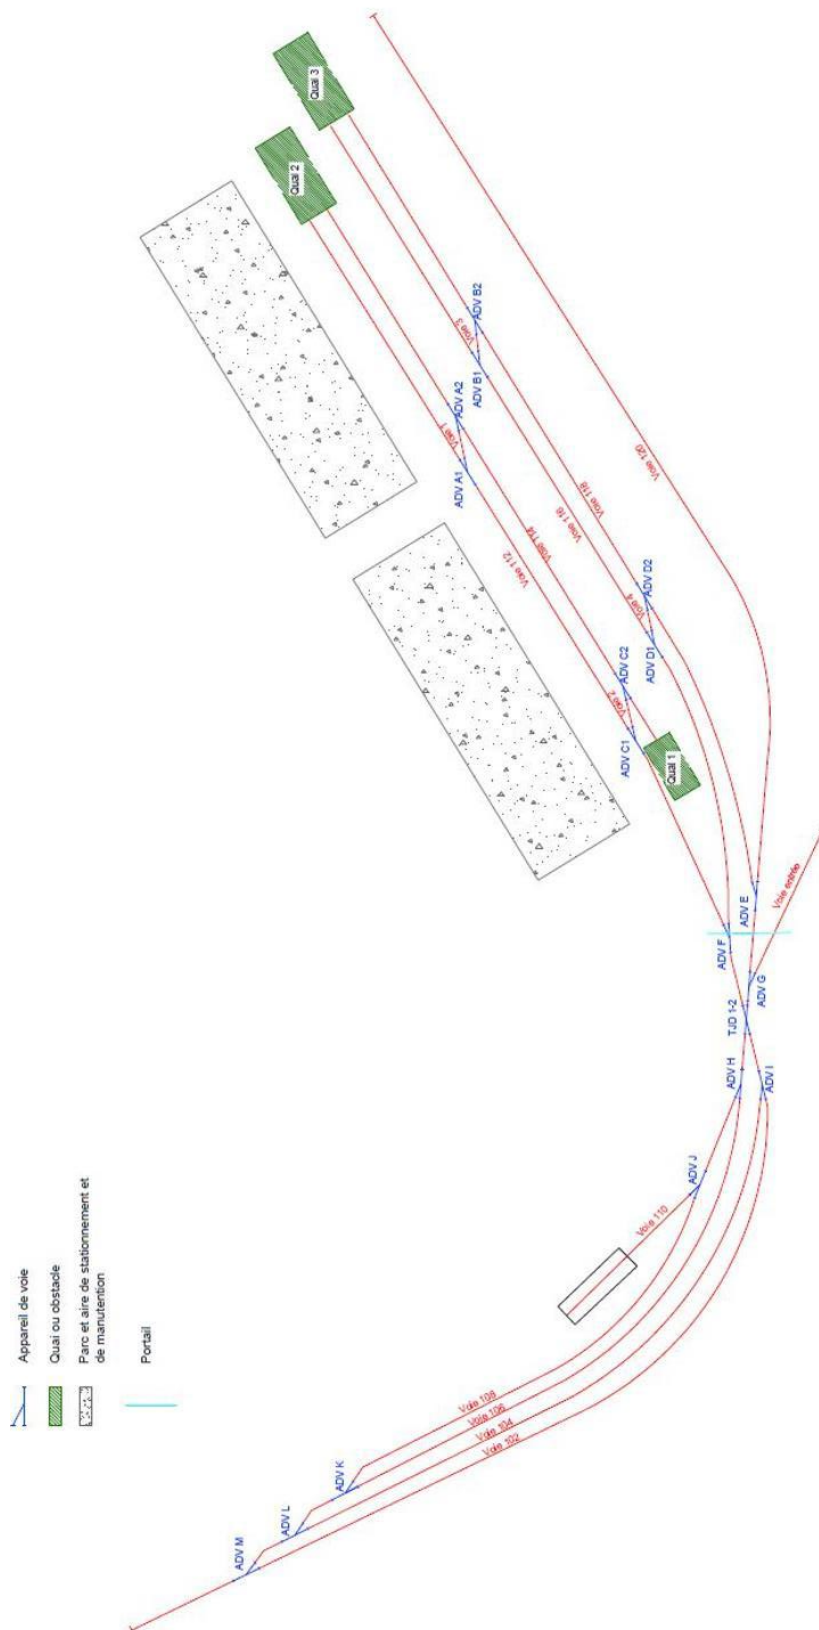 Quai 3
Quai 2
ADV B2
Voie 3
ADV B1
ADV A2
Voie 1
ADV A1
Voie 120
Voie 118
Voie 116
Voie 114
Voie 112
ADV D2
Voie 4
ADV D1
ADV C2
Voie 2
ADV C1
Quai 1
Voie entrée
ADV E
ADV F
ADV G
TJD 1-2
ADV H
ADV I
ADV J
Voie 110
Appareil de voie
Quai ou obstacle
Parc et aire de stationnement et
de manutention
Portail
Voie 108
Voie 106
Voie 104
Voie 102
ADV K
ADV L
ADV M